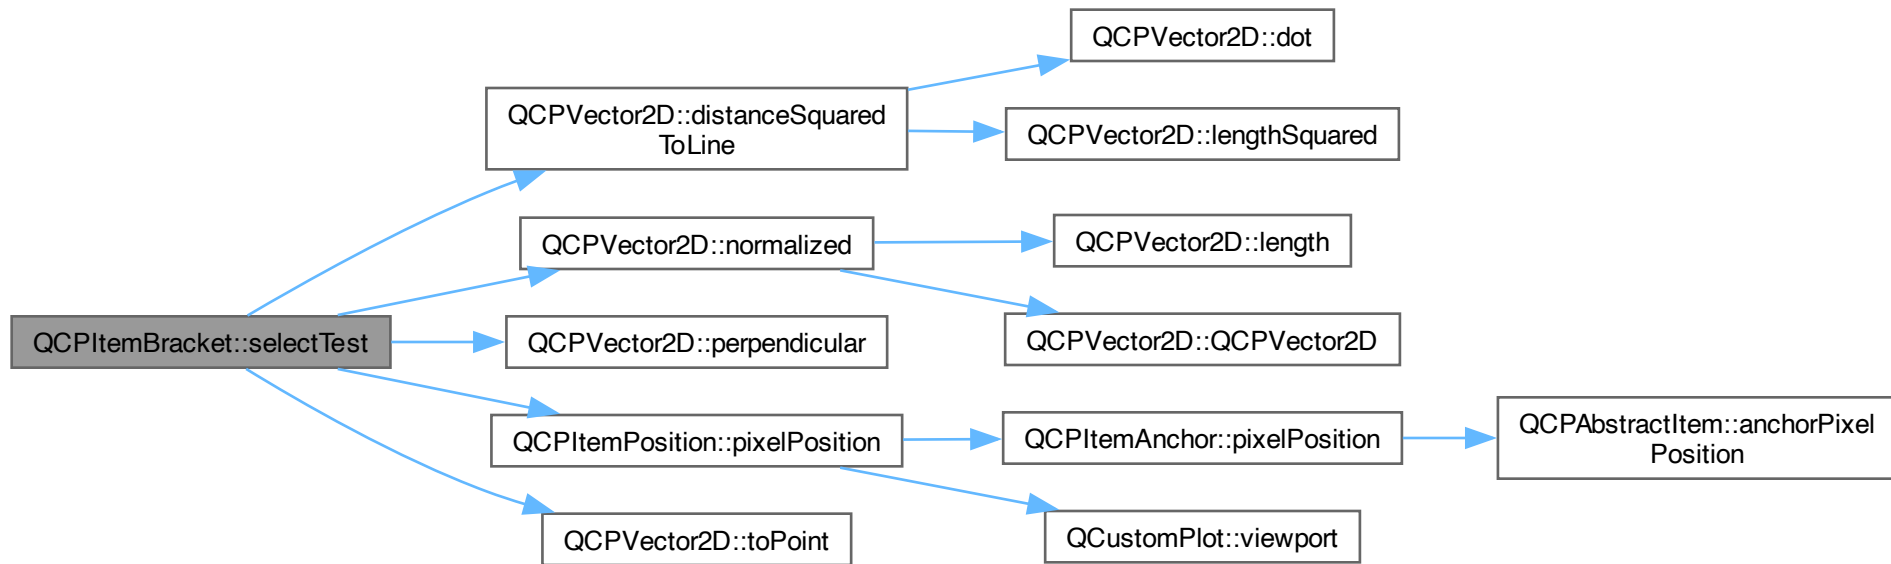 QCPVector2D::dot
QCPVector2D::distanceSquared
ToLine
QCPVector2D::lengthSquared
QCPVector2D::normalized
QCPVector2D::length
QCPItemBracket::selectTest
QCPVector2D::perpendicular
QCPVector2D::QCPVector2D
QCPItemPosition::pixelPosition
QCPItemAnchor::pixelPosition
QCPAbstractItem::anchorPixel
Position
QCPVector2D::toPoint
QCustomPlot::viewport